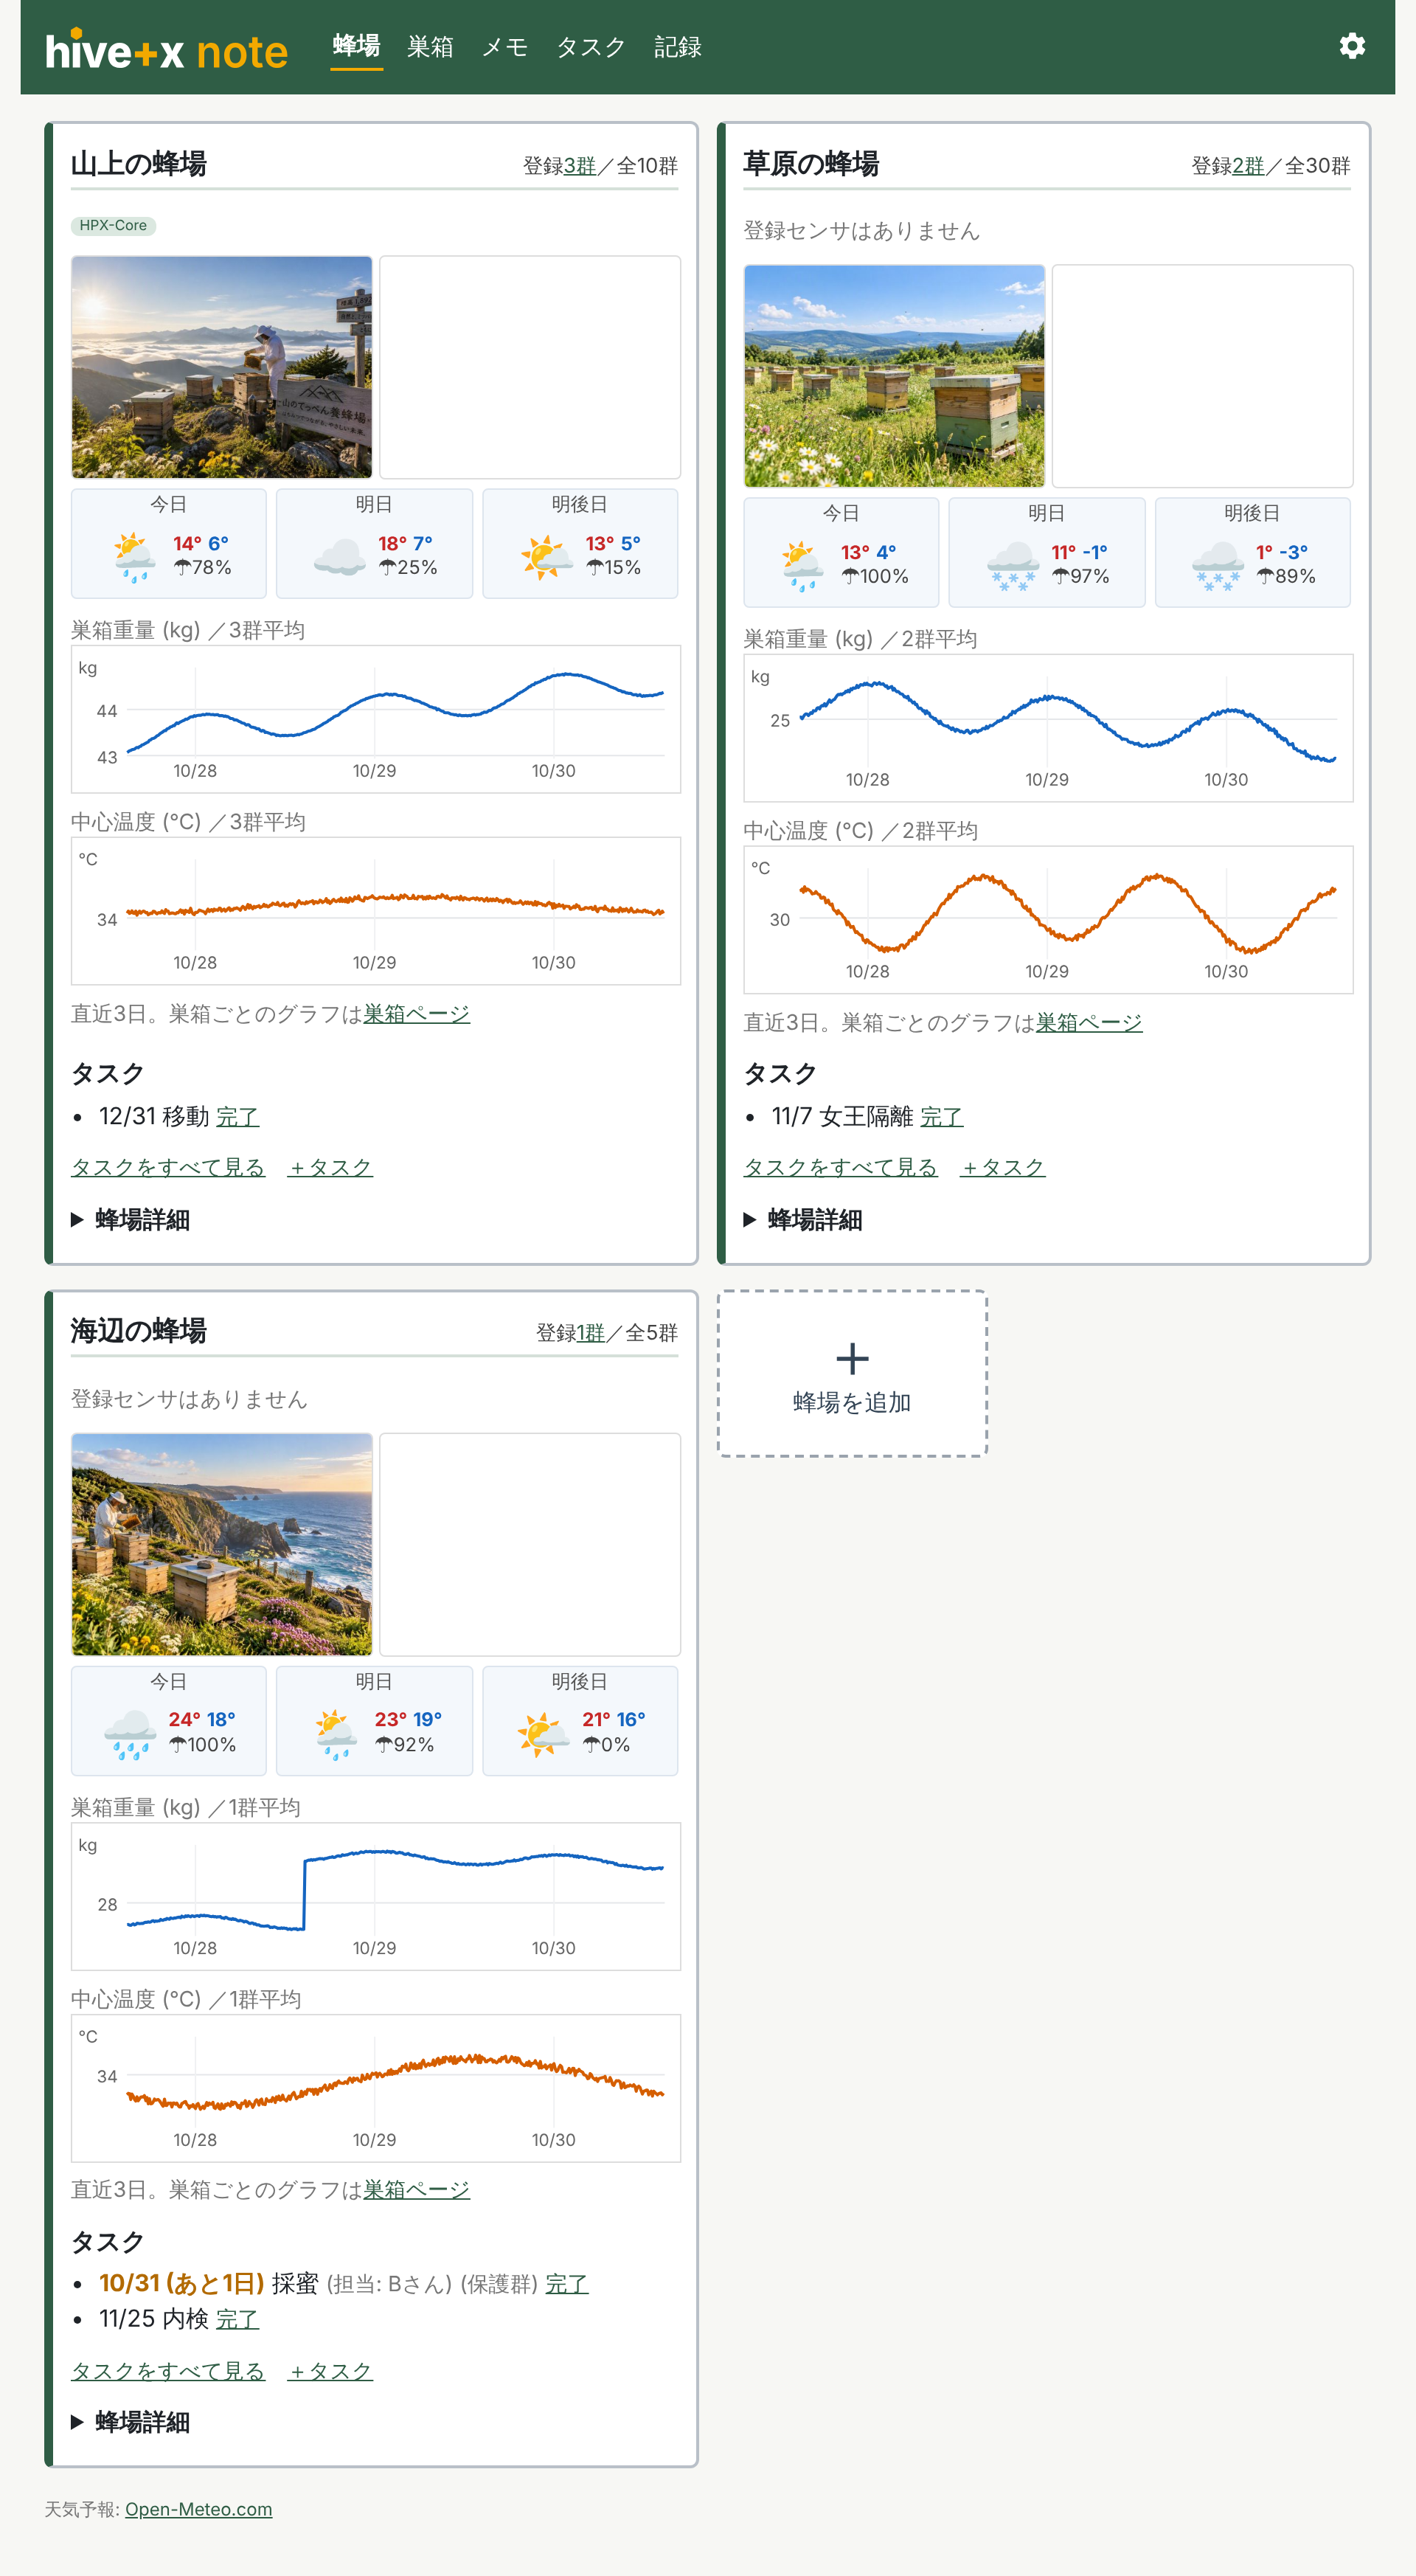 hive+x note 蜂場 巣箱 メモ タスク 記録
山上の蜂場 登録3群／全10群
HPX-Core
山のてっぺん養蜂場
今日 明日 明後日
14° 6° 18° 7° 13° 5°
☂78% ☂25% ☂15%
巣箱重量 (kg) ／3群平均
kg
44
43
10/28 10/29 10/30
中心温度 (°C) ／3群平均
°C
34
10/28 10/29 10/30
直近3日。巣箱ごとのグラフは巣箱ページ
タスク
• 12/31 移動 完了
タスクをすべて見る ＋タスク
▶ 蜂場詳細
草原の蜂場 登録2群／全30群
登録センサはありません
今日 明日 明後日
13° 4° 11° -1° 1° -3°
☂100% ☂97% ☂89%
巣箱重量 (kg) ／2群平均
kg
25
10/28 10/29 10/30
中心温度 (°C) ／2群平均
°C
30
10/28 10/29 10/30
直近3日。巣箱ごとのグラフは巣箱ページ
タスク
• 11/7 女王隔離 完了
タスクをすべて見る ＋タスク
▶ 蜂場詳細
海辺の蜂場 登録1群／全5群
登録センサはありません
今日 明日 明後日
24° 18° 23° 19° 21° 16°
☂100% ☂92% ☂0%
巣箱重量 (kg) ／1群平均
kg
28
10/28 10/29 10/30
中心温度 (°C) ／1群平均
°C
34
10/28 10/29 10/30
直近3日。巣箱ごとのグラフは巣箱ページ
タスク
• 10/31 (あと1日) 採蜜 (担当: Bさん) (保護群) 完了
• 11/25 内検 完了
タスクをすべて見る ＋タスク
▶ 蜂場詳細
＋
蜂場を追加
天気予報: Open-Meteo.com